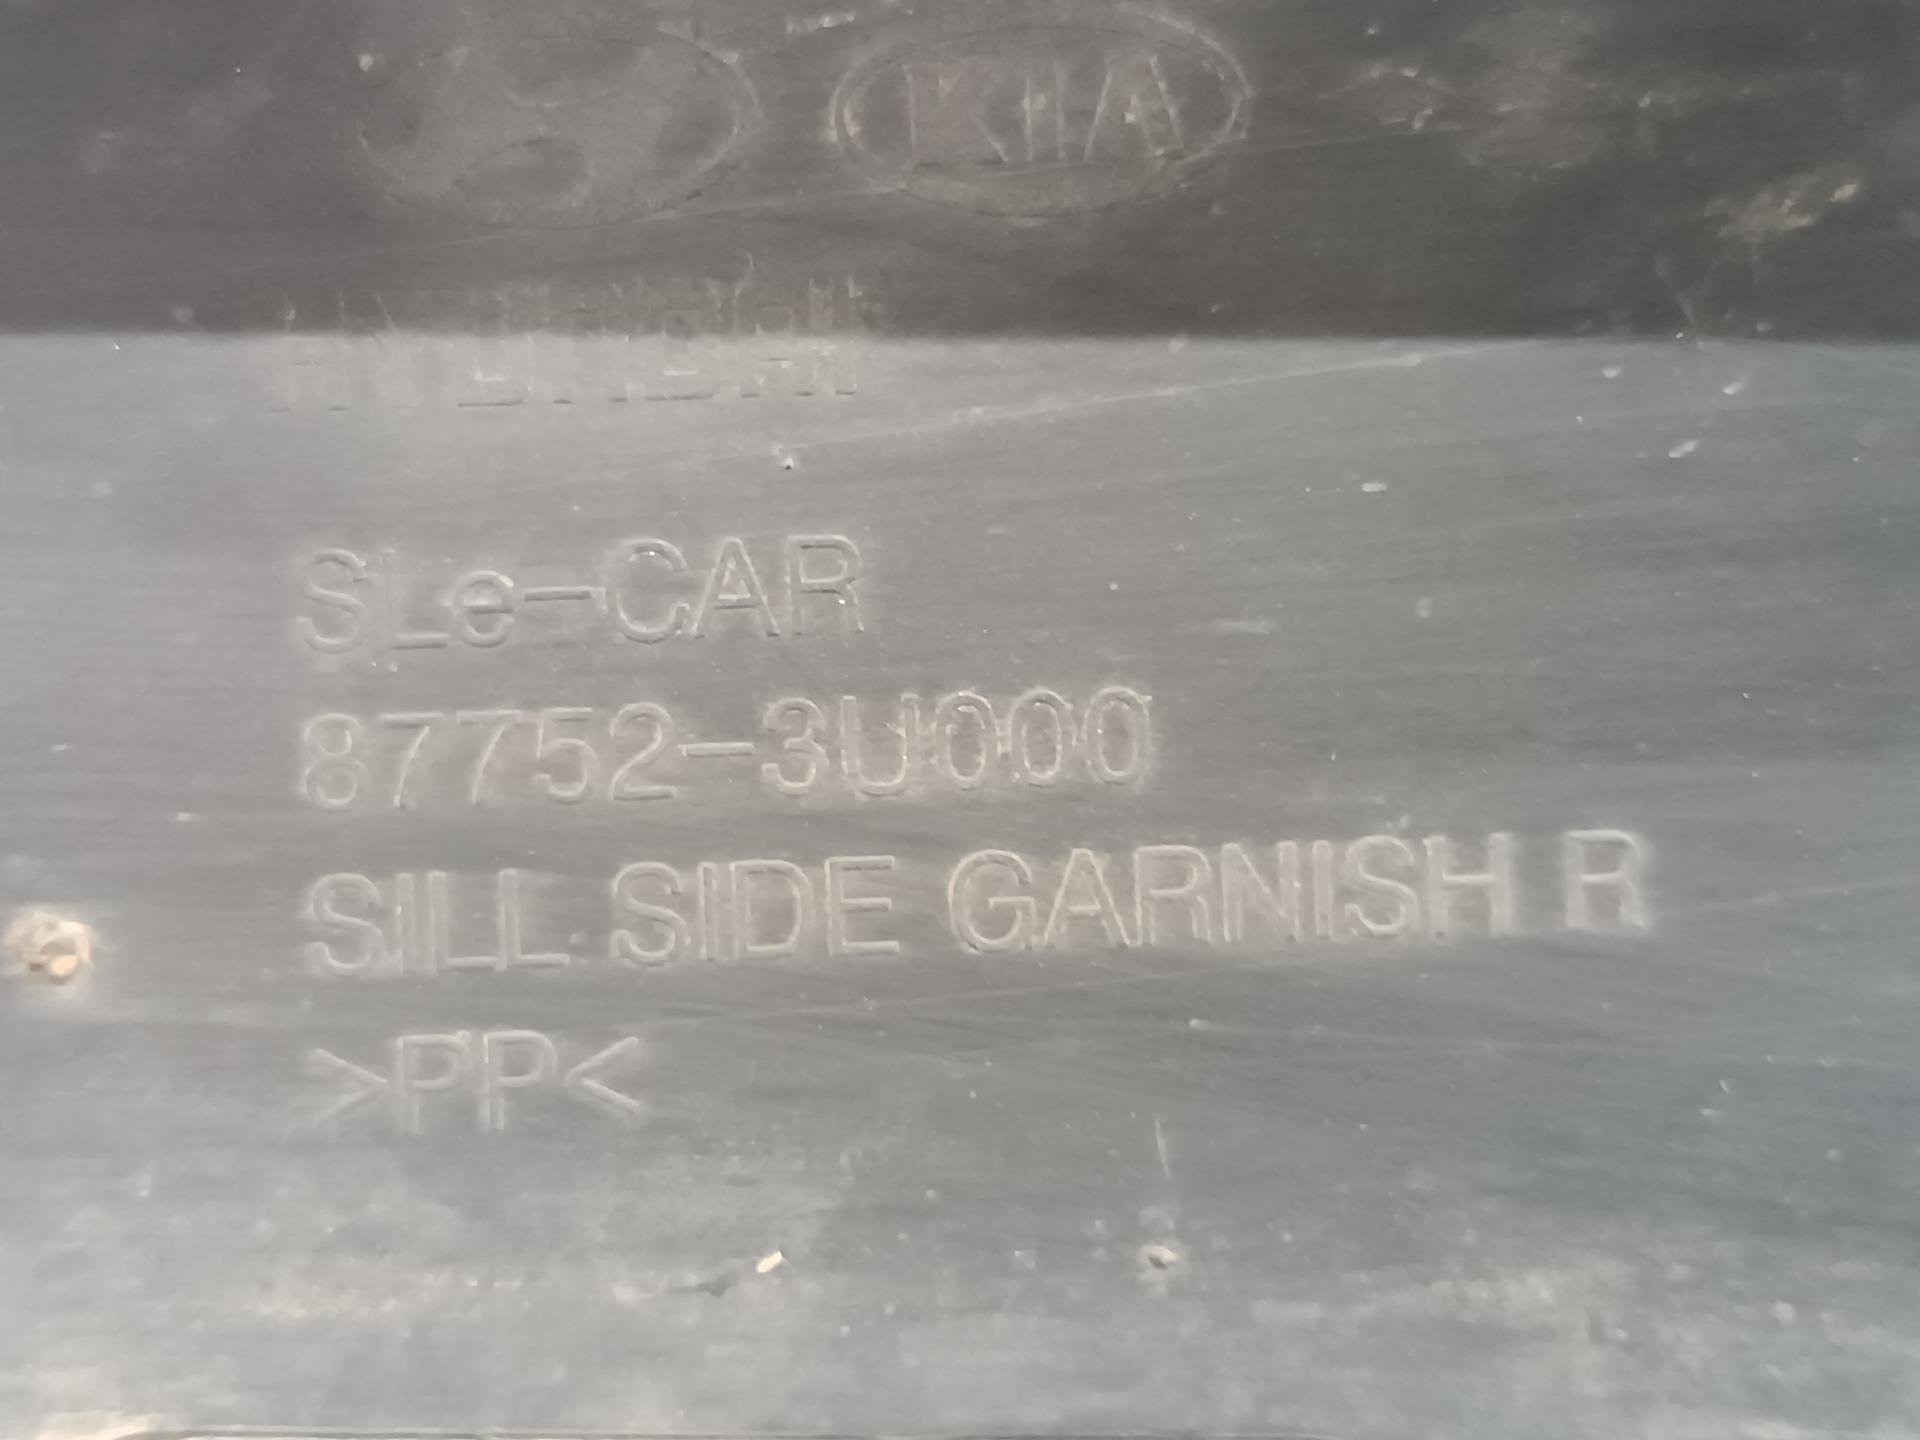 KIA
SLe-CAR
87752-3U000
SILL SIDE GARNISH R
>PP<